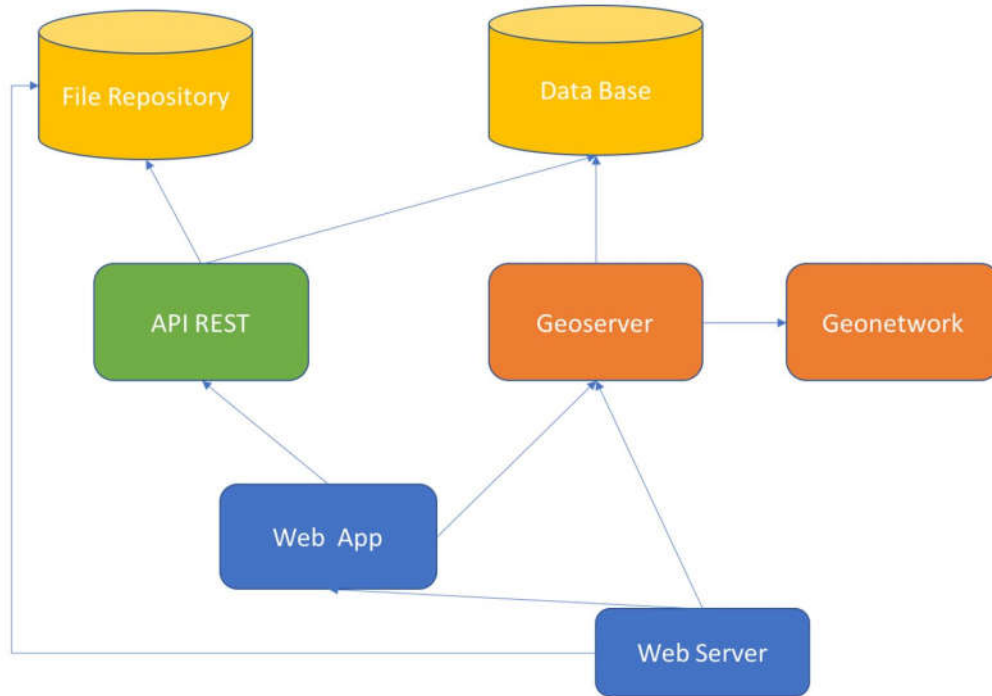 File Repository
Data Base
API REST
Geoserver
Geonetwork
Web App
Web Server